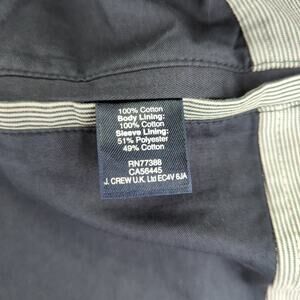 100% Cotton
Body Lining:
100% Cotton
Sleeve Lining:
51% Polyester
49% Cotton
RN77388
CA56445
J. CREW U.K. Ltd EC4V 6JA